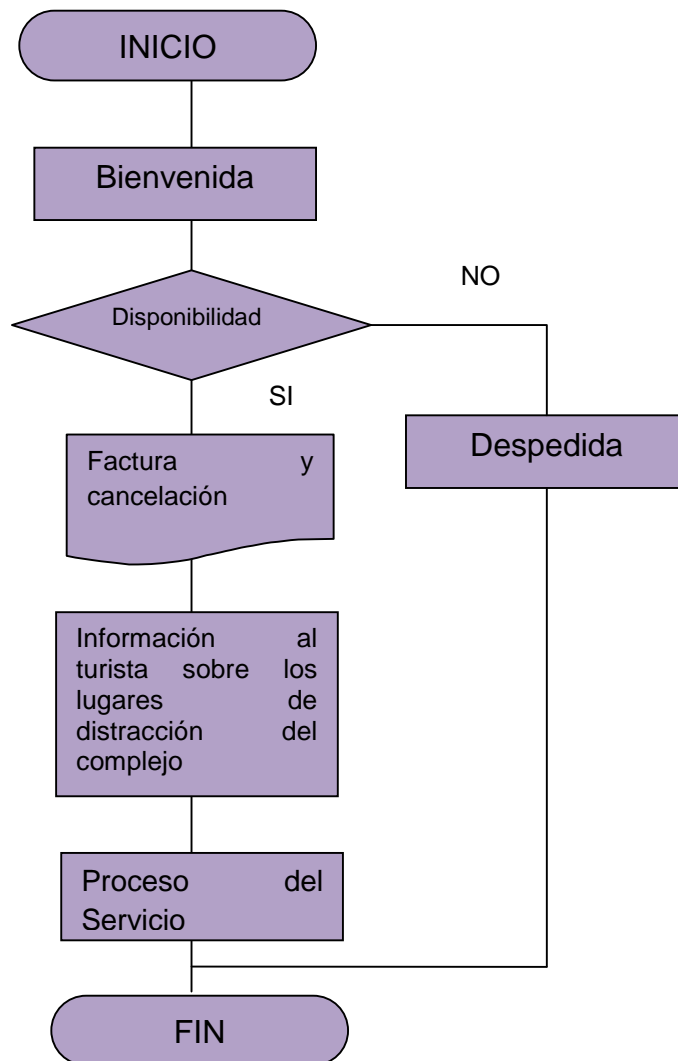 INICIO
Bienvenida
Disponibilidad
NO
SI
Factura y
cancelación
Despedida
Información al
turista sobre los
lugares de
distracción del
complejo
Proceso del
Servicio
FIN